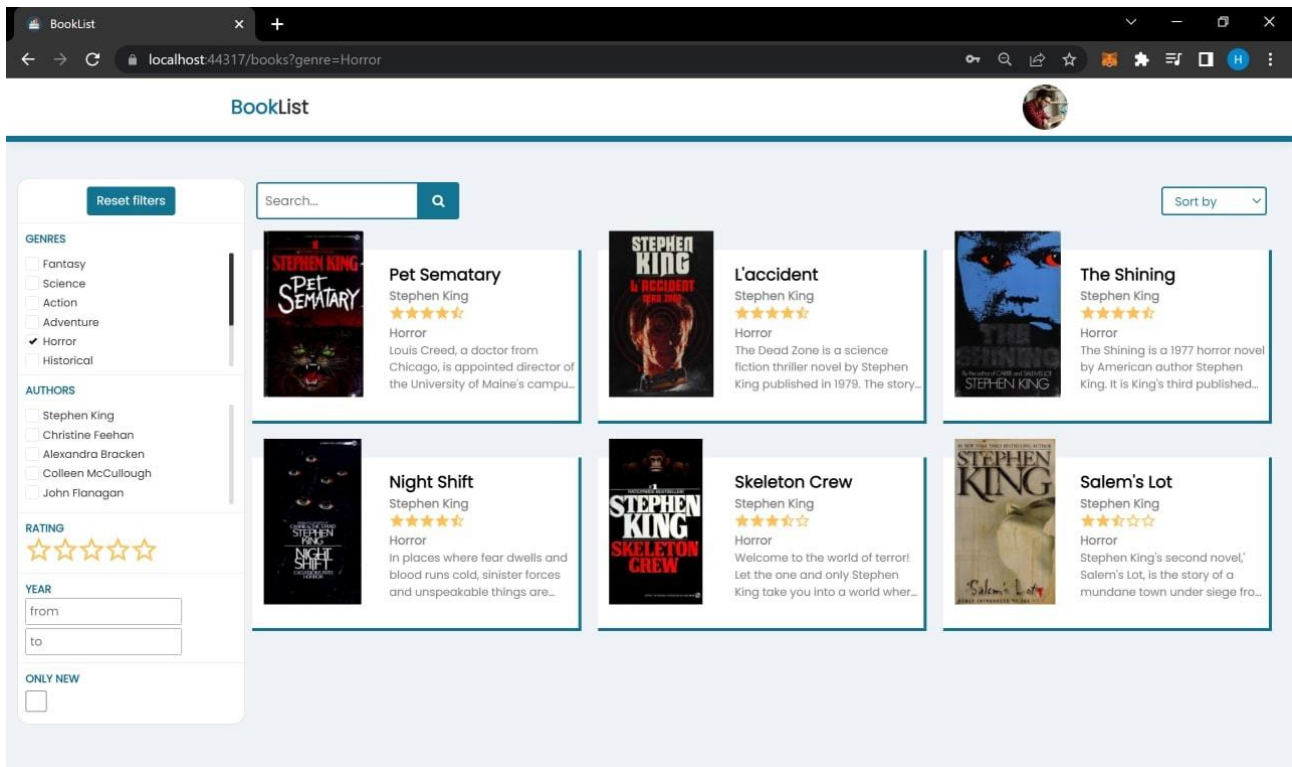 BookList
localhost:44317/books?genre=Horror
H
BookList
Reset filters
Search...
Sort by
GENRES
Fantasy
Science
Action
Adventure
Horror
Historical
AUTHORS
Stephen King
Christine Feehan
Alexandra Bracken
Colleen McCullough
John Flanagan
RATING
YEAR
from
to
ONLY NEW
STEPHEN KING
PET
SEMATARY
Pet Sematary
Stephen King
Horror
Louis Creed, a doctor from
Chicago, is appointed director of
the University of Maine's campu...
STEPHEN
KING
L'ACCIDENT
DEAD ZONE
L'accident
Stephen King
Horror
The Dead Zone is a science
fiction thriller novel by Stephen
King published in 1979. The story...
THE
SHINING
STEPHEN KING
The Shining
Stephen King
Horror
The Shining is a 1977 horror novel
by American author Stephen
King. It is King's third published...
STEPHEN
KING
NIGHT
SHIFT
Night Shift
Stephen King
Horror
In places where fear dwells and
blood runs cold, sinister forces
and unspeakable things are...
#1
STEPHEN
KING
SKELETON
CREW
Skeleton Crew
Stephen King
Horror
Welcome to the world of terror!
Let the one and only Stephen
King take you into a world wher...
STEPHEN
KING
'Salem's Lot
Salem's Lot
Stephen King
Horror
Stephen King's second novel,'
Salem's Lot, is the story of a
mundane town under siege fro...